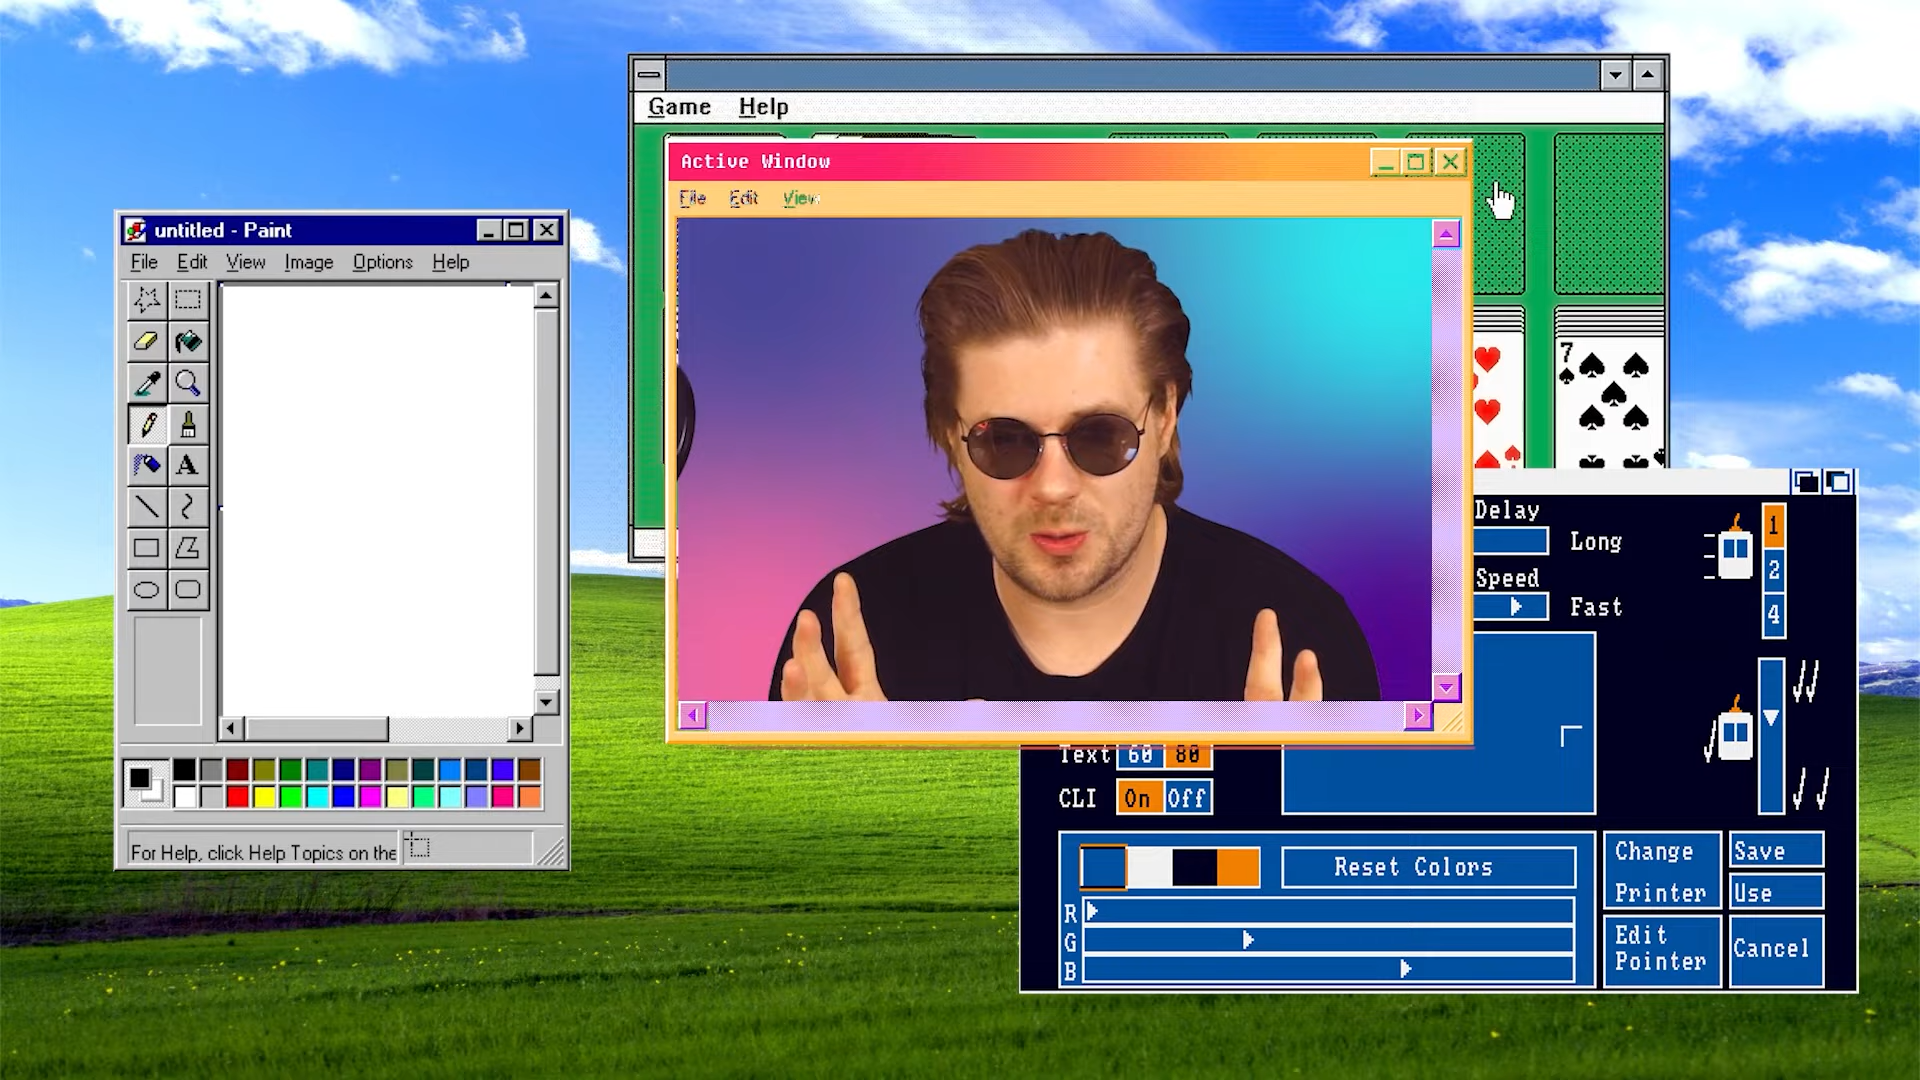 Game Help
Active Window
File Edit View
untitled - Paint
File Edit View Image Options Help
A
7
Delay
Long
Speed
Fast
1
2
4
Text 60 80
CLI On Off
Reset Colors
R
G
B
Change
Printer
Edit
Pointer
Save
Use
Cancel
For Help, click Help Topics on the